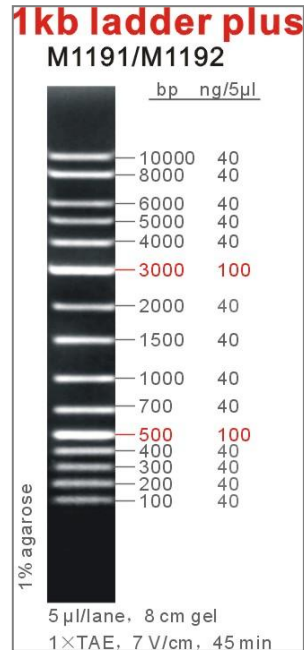 1kb ladder plus
M1191/M1192
bp ng/5µl
10000 40
8000 40
6000 40
5000 40
4000 40
3000 100
2000 40
1500 40
1000 40
700 40
500 100
400 40
300 40
200 40
100 40
1% agarose
5 µl/lane, 8 cm gel
1×TAE, 7 V/cm, 45 min